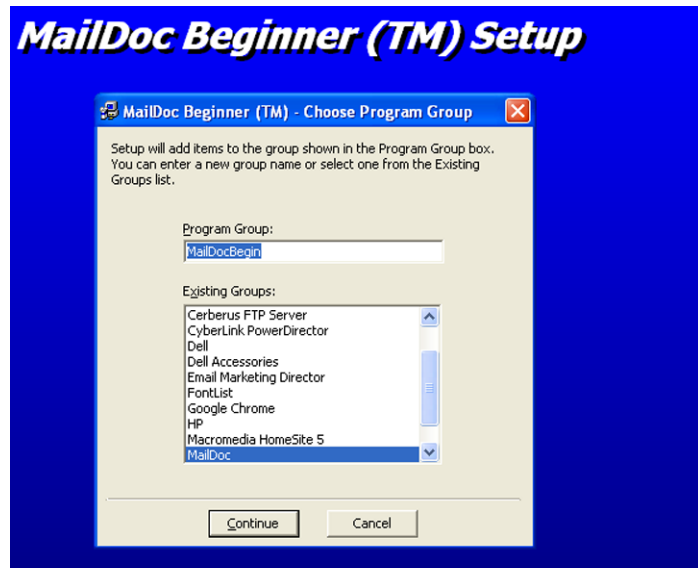 MailDoc Beginner (TM) Setup
MailDoc Beginner (TM) - Choose Program Group
Setup will add items to the group shown in the Program Group box.
You can enter a new group name or select one from the Existing
Groups list.
Program Group:
MailDocBegin
Existing Groups:
Cerberus FTP Server
CyberLink PowerDirector
Dell
Dell Accessories
Email Marketing Director
FontList
Google Chrome
HP
Macromedia HomeSite 5
MailDoc
Continue
Cancel